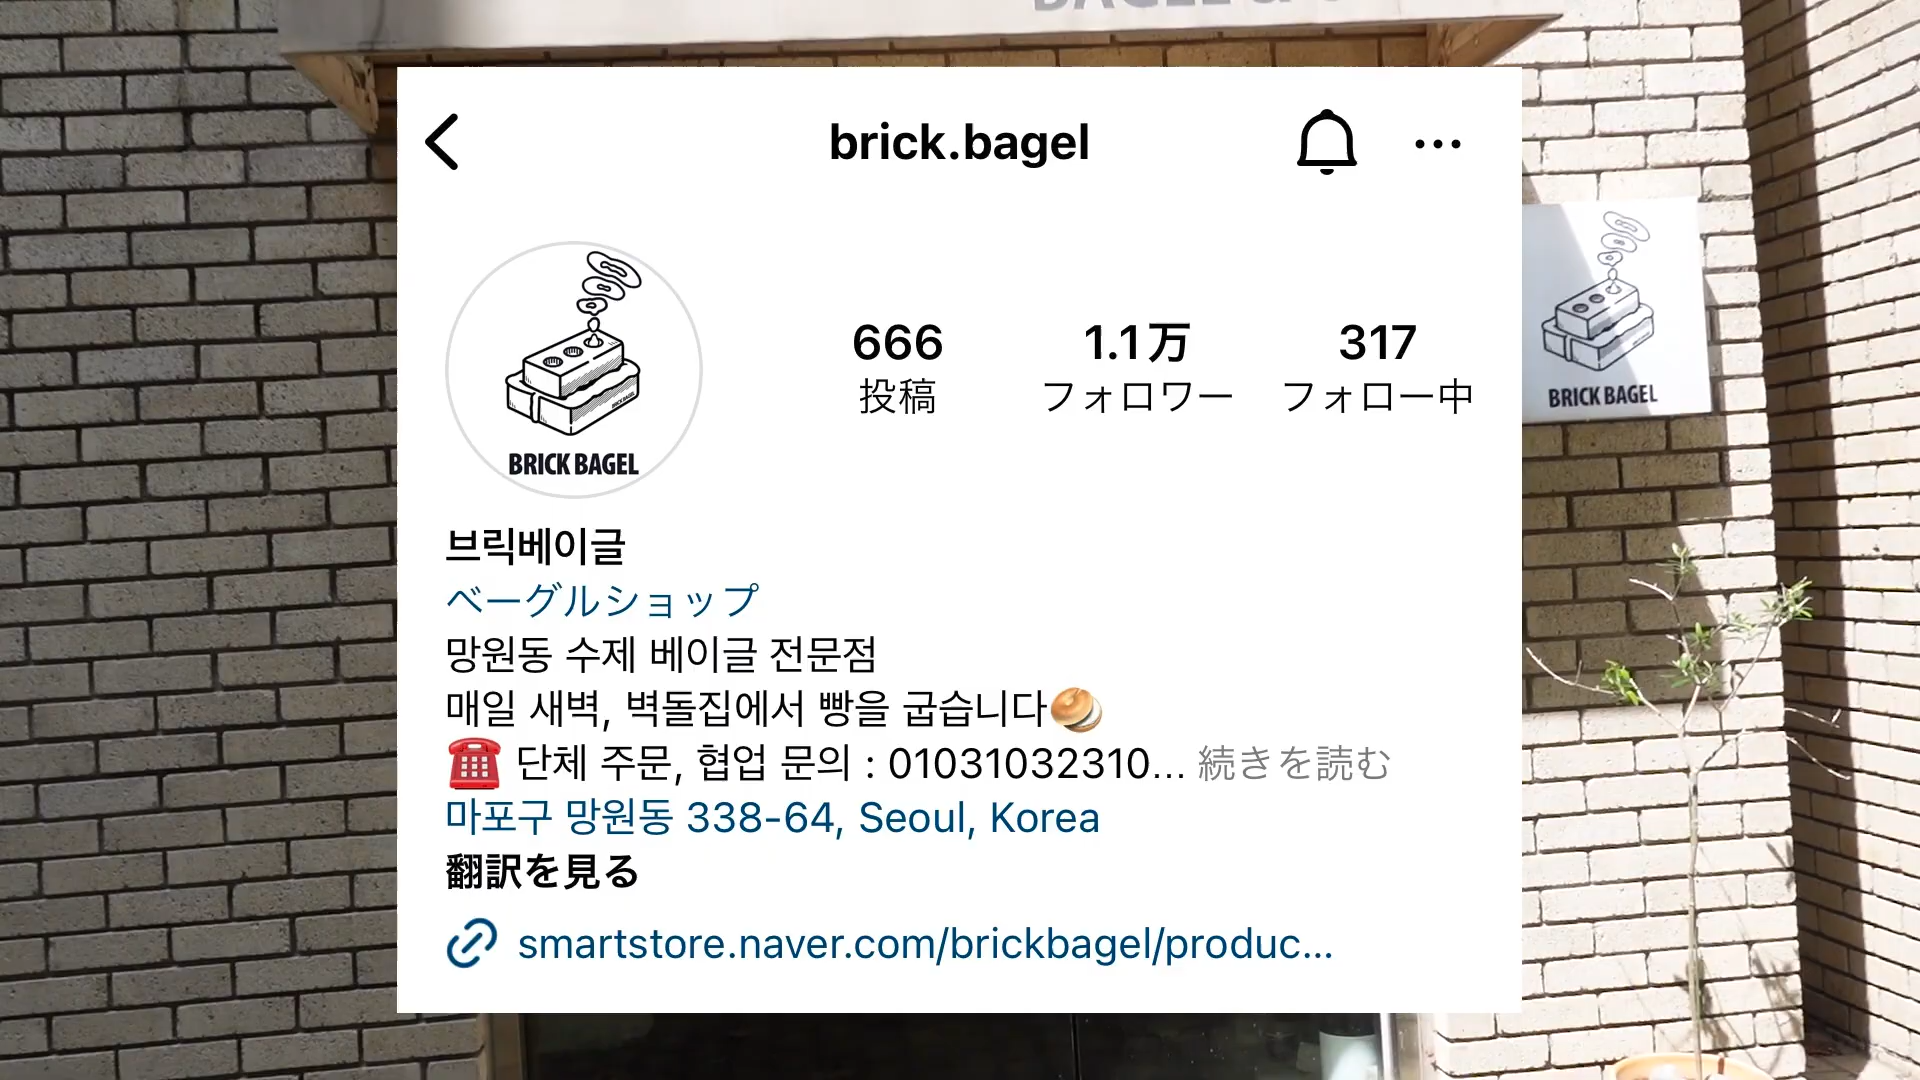 brick.bagel
BRICK BAGEL
666
投稿
1.1万
フォロワー
317
フォロー中
브릭베이글
ベーグルショップ
망원동 수제 베이글 전문점
매일 새벽, 벽돌집에서 빵을 굽습니다🥯
☎️ 단체 주문, 협업 문의 : 01031032310... 続きを読む
마포구 망원동 338-64, Seoul, Korea
翻訳を見る
smartstore.naver.com/brickbagel/produc...
BRICK BAGEL